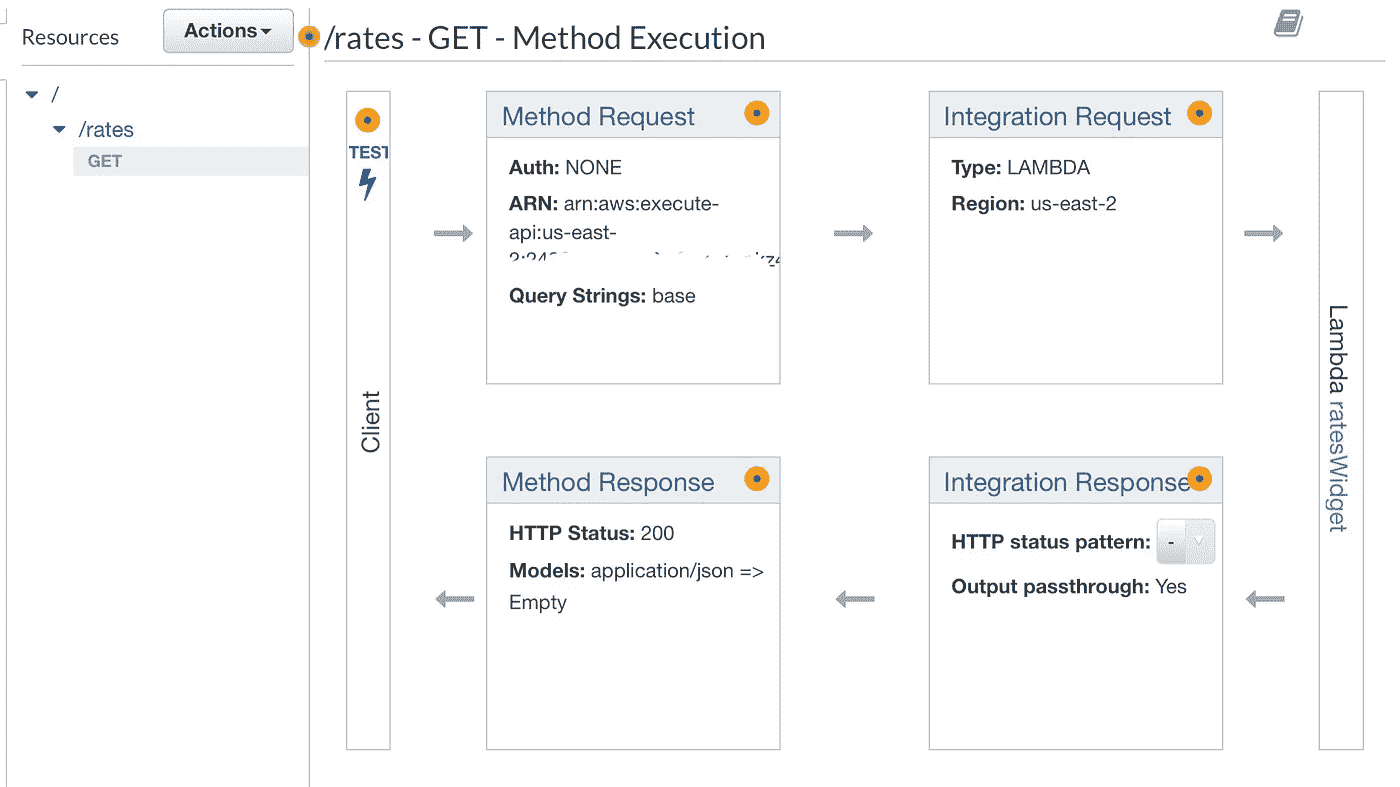 Resources
Actions
/rates - GET - Method Execution
/
/rates
GET
TEST
Client
Method Request
Auth: NONE
ARN: arn:aws:execute-
api:us-east-
Query Strings: base
Integration Request
Type: LAMBDA
Region: us-east-2
Lambda ratesWidget
Method Response
HTTP Status: 200
Models: application/json =>
Empty
Integration Response
HTTP status pattern: -
Output passthrough: Yes